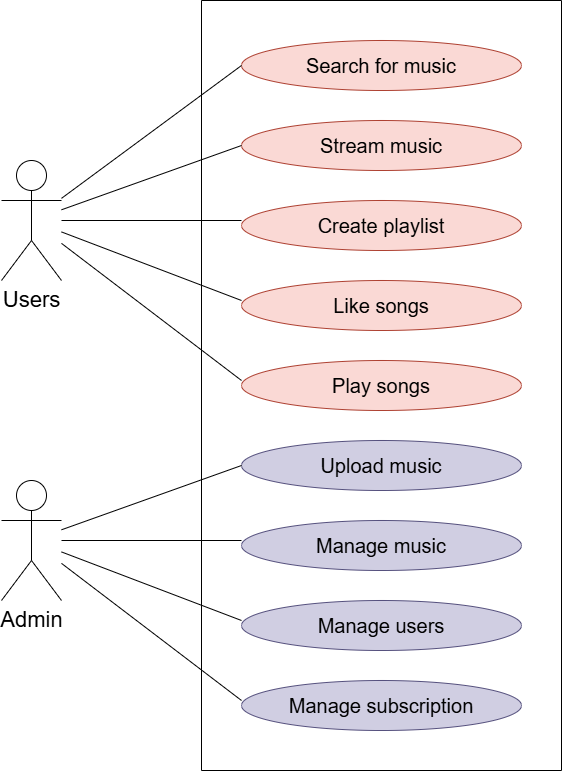 Search for music
Stream music
Create playlist
Like songs
Users
Play songs
Upload music
Manage music
Admin
Manage users
Manage subscription